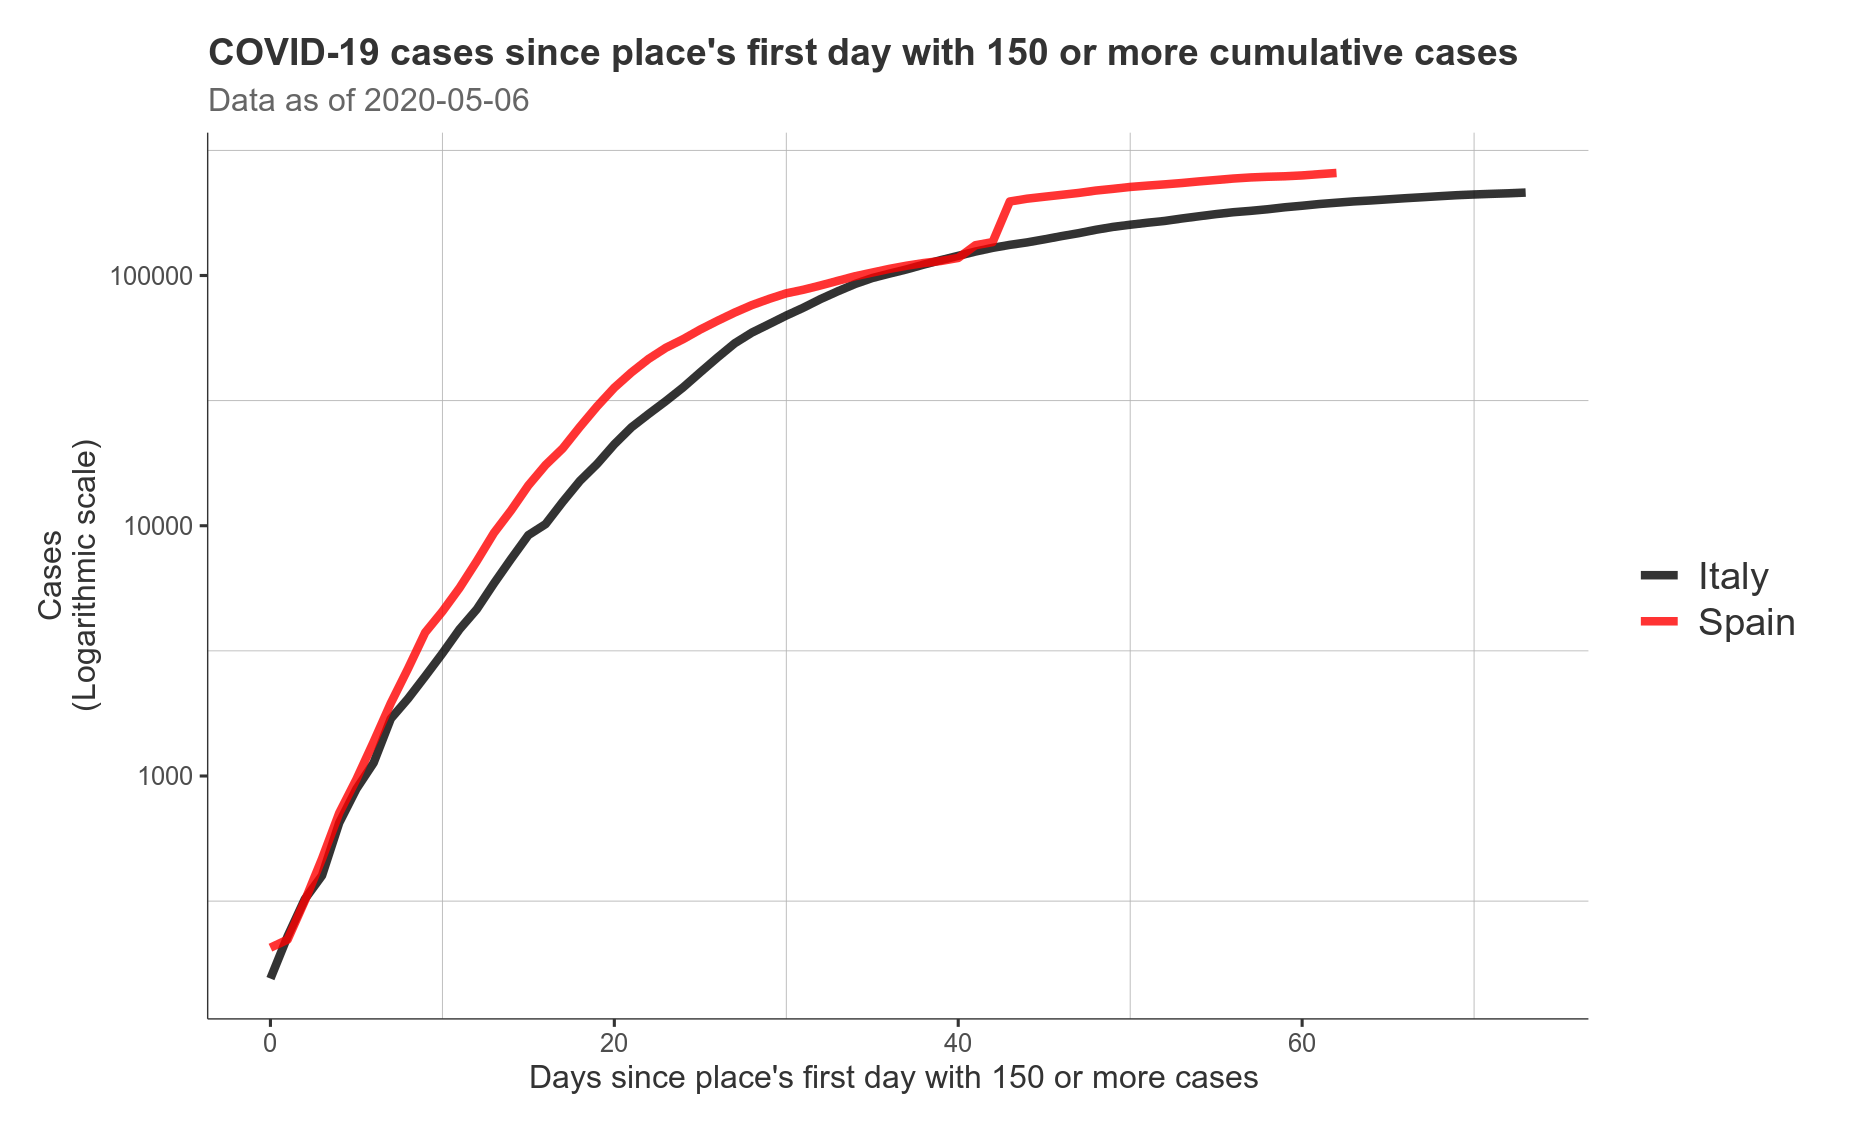 COVID-19 cases since place's first day with 150 or more cumulative cases
Data as of 2020-05-06
Cases
(Logarithmic scale)
100000
10000
1000
0
20
40
60
Days since place's first day with 150 or more cases
Italy
Spain